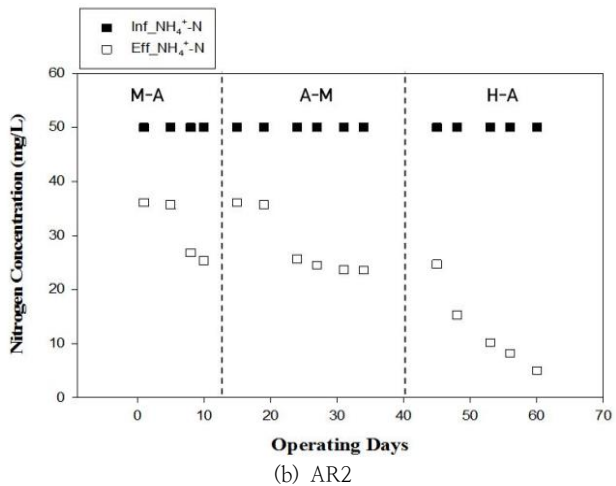 Inf_NH₄⁺-N
Eff_NH₄⁺-N
60
M-A
A-M
H-A
50
40
30
20
10
0
Nitrogen Concentration (mg/L)
0 10 20 30 40 50 60 70
Operating Days
(b) AR2